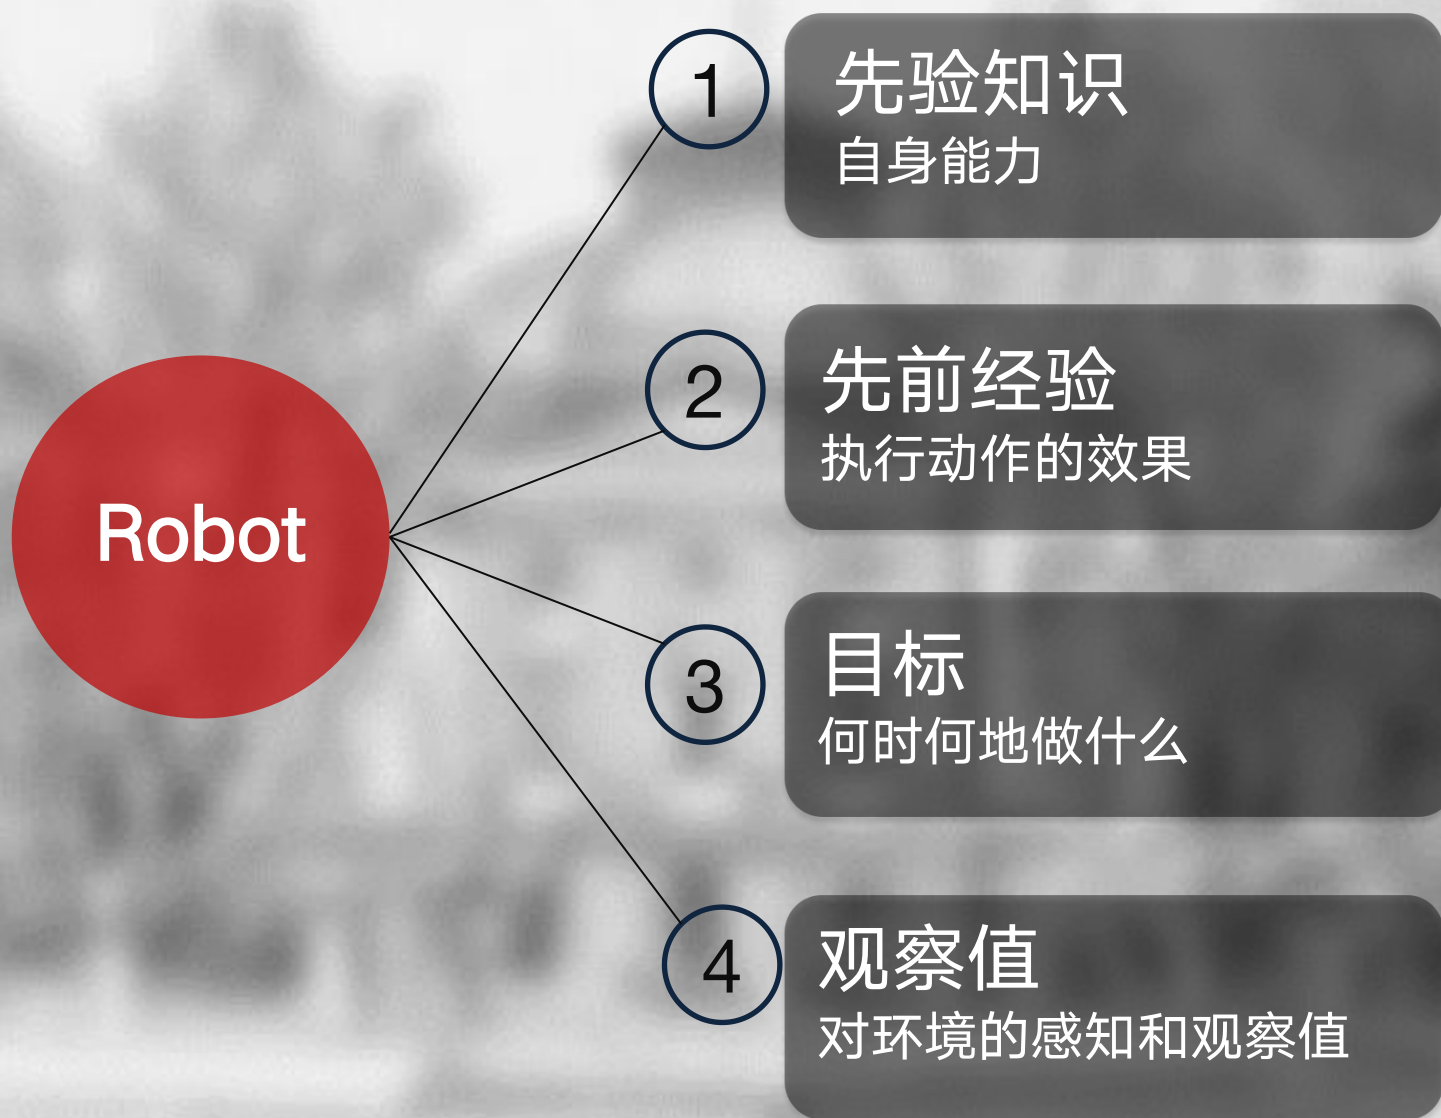 Robot
1
先验知识
自身能力
2
先前经验
执行动作的效果
3
目标
何时何地做什么
4
观察值
对环境的感知和观察值